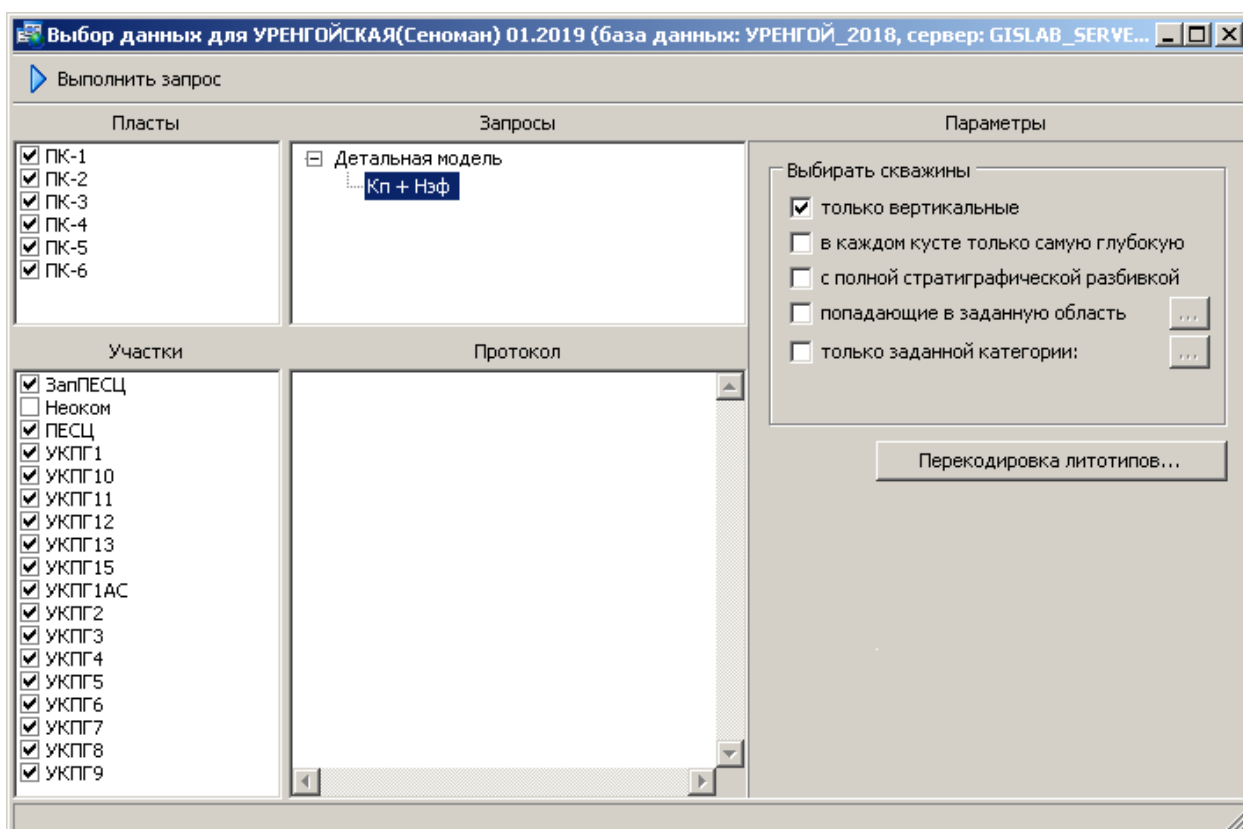 Выбор данных для УРЕНГОЙСКАЯ(Сеноман) 01.2019 (база данных: УРЕНГОЙ_2018, сервер: GISLAB_SERVE...
Выполнить запрос
Пласты
ПК-1
ПК-2
ПК-3
ПК-4
ПК-5
ПК-6
Запросы
Детальная модель
Кп + Нэф
Параметры
Выбирать скважины
только вертикальные
в каждом кусте только самую глубокую
с полной стратиграфической разбивкой
попадающие в заданную область
...
только заданной категории:
...
Перекодировка литотипов...
Участки
ЗапПЕСЦ
Неоком
ПЕСЦ
УКПГ1
УКПГ10
УКПГ11
УКПГ12
УКПГ13
УКПГ15
УКПГ1АС
УКПГ2
УКПГ3
УКПГ4
УКПГ5
УКПГ6
УКПГ7
УКПГ8
УКПГ9
Протокол